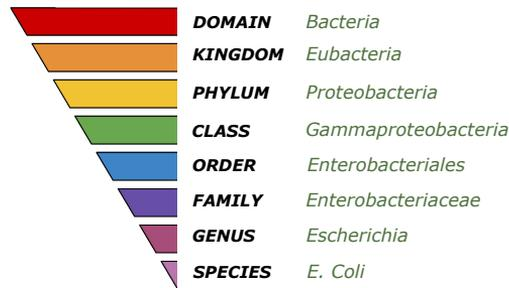 DOMAIN Bacteria
KINGDOM Eubacteria
PHYLUM Proteobacteria
CLASS Gammaproteobacteria
ORDER Enterobacteriales
FAMILY Enterobacteriaceae
GENUS Escherichia
SPECIES E. Coli